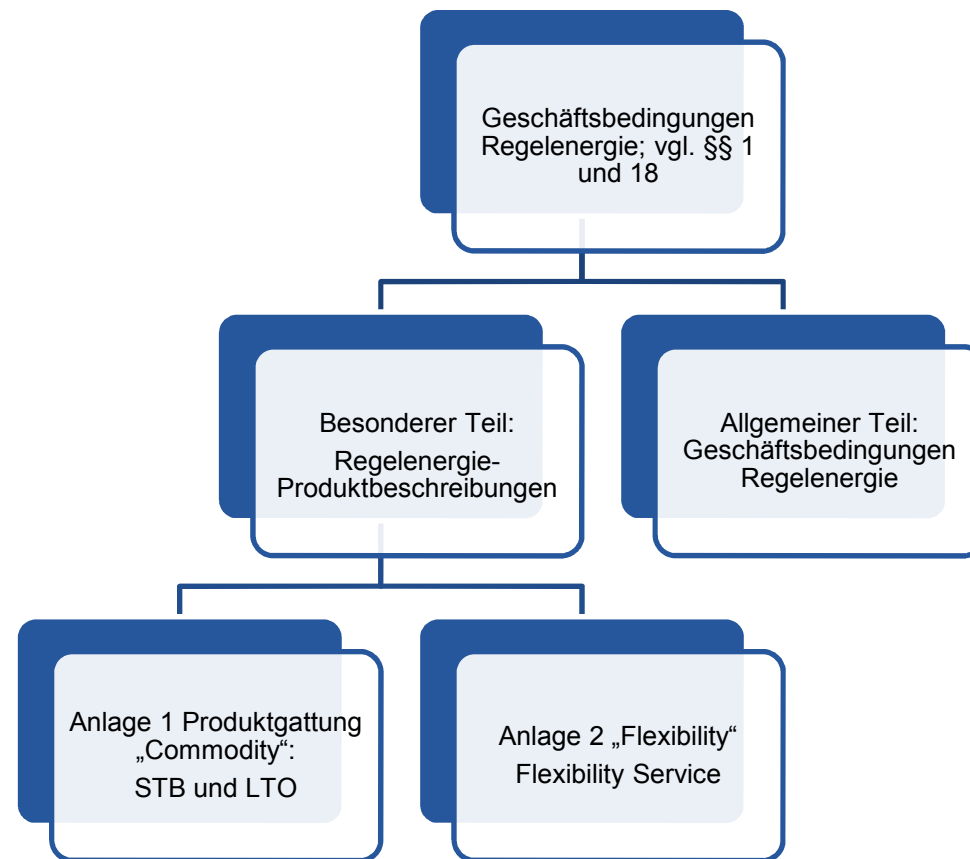 Geschäftsbedingungen
Regelenergie; vgl. §§ 1
und 18
Besonderer Teil:
Regelenergie-
Produktbeschreibungen
Allgemeiner Teil:
Geschäftsbedingungen
Regelenergie
Anlage 1 Produktgattung
„Commodity“:
STB und LTO
Anlage 2 „Flexibility“
Flexibility Service